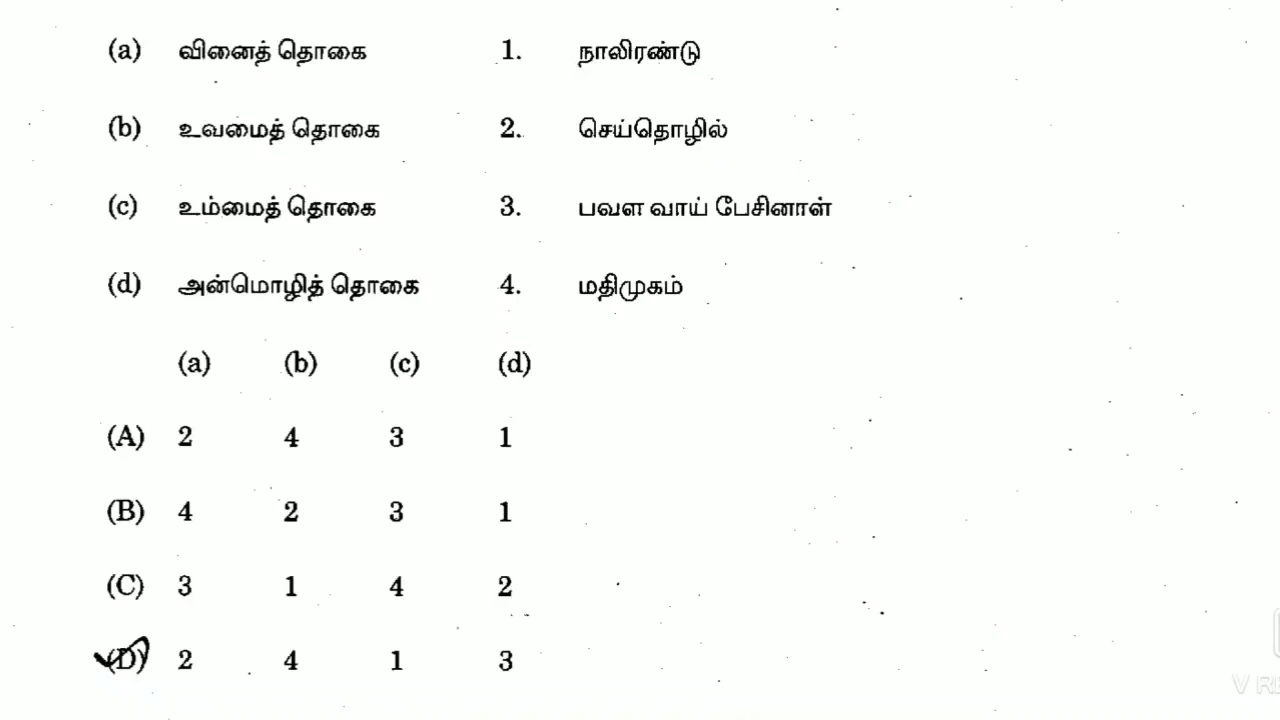 (a) வினைத் தொகை 1. நாலிரண்டு
(b) உவமைத் தொகை 2. செய்தொழில்
(c) உம்மைத் தொகை 3. பவள வாய் பேசினாள்
(d) அன்மொழித் தொகை 4. மதிமுகம்
(a) (b) (c) (d)
(A) 2 4 3 1
(B) 4 2 3 1
(C) 3 1 4 2
(D) 2 4 1 3